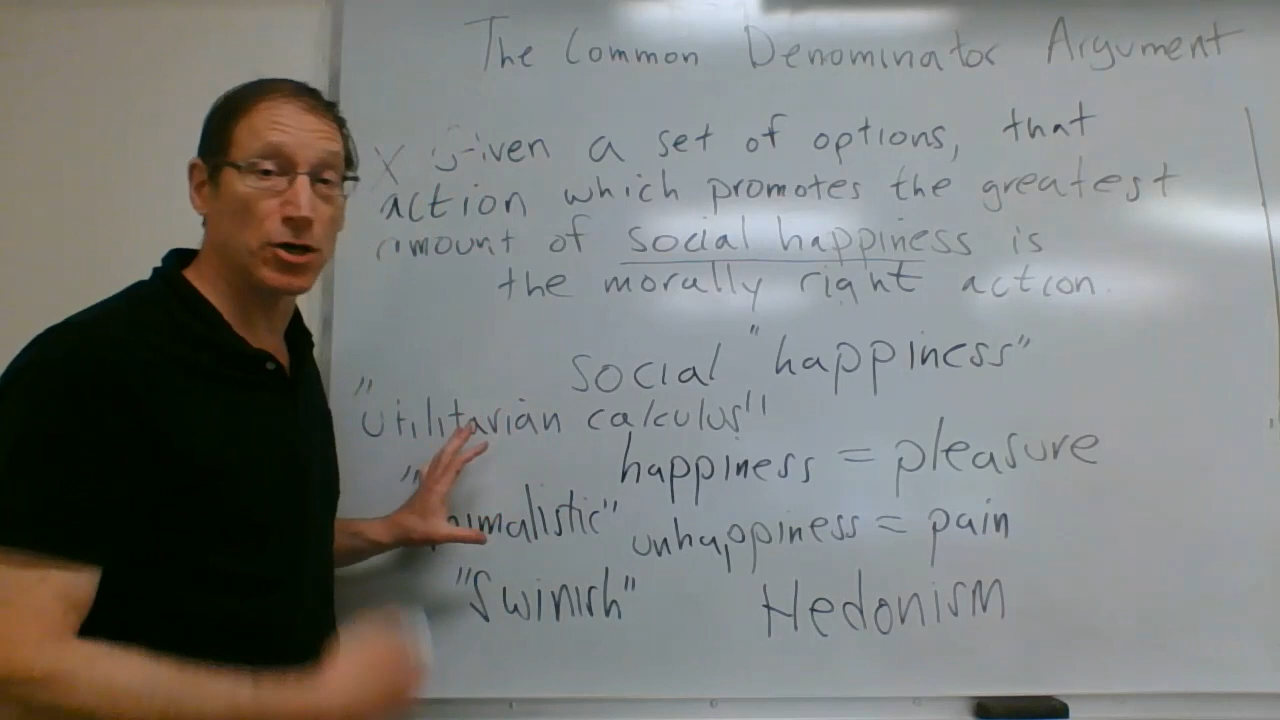 The Common Denominator Argument
X Given a set of options, that
action which promotes the greatest
amount of social happiness is
the morally right action.
social "happiness"
"Utilitarian calculus"
happiness = pleasure
unhappiness = pain
"Swinish"
Hedonism